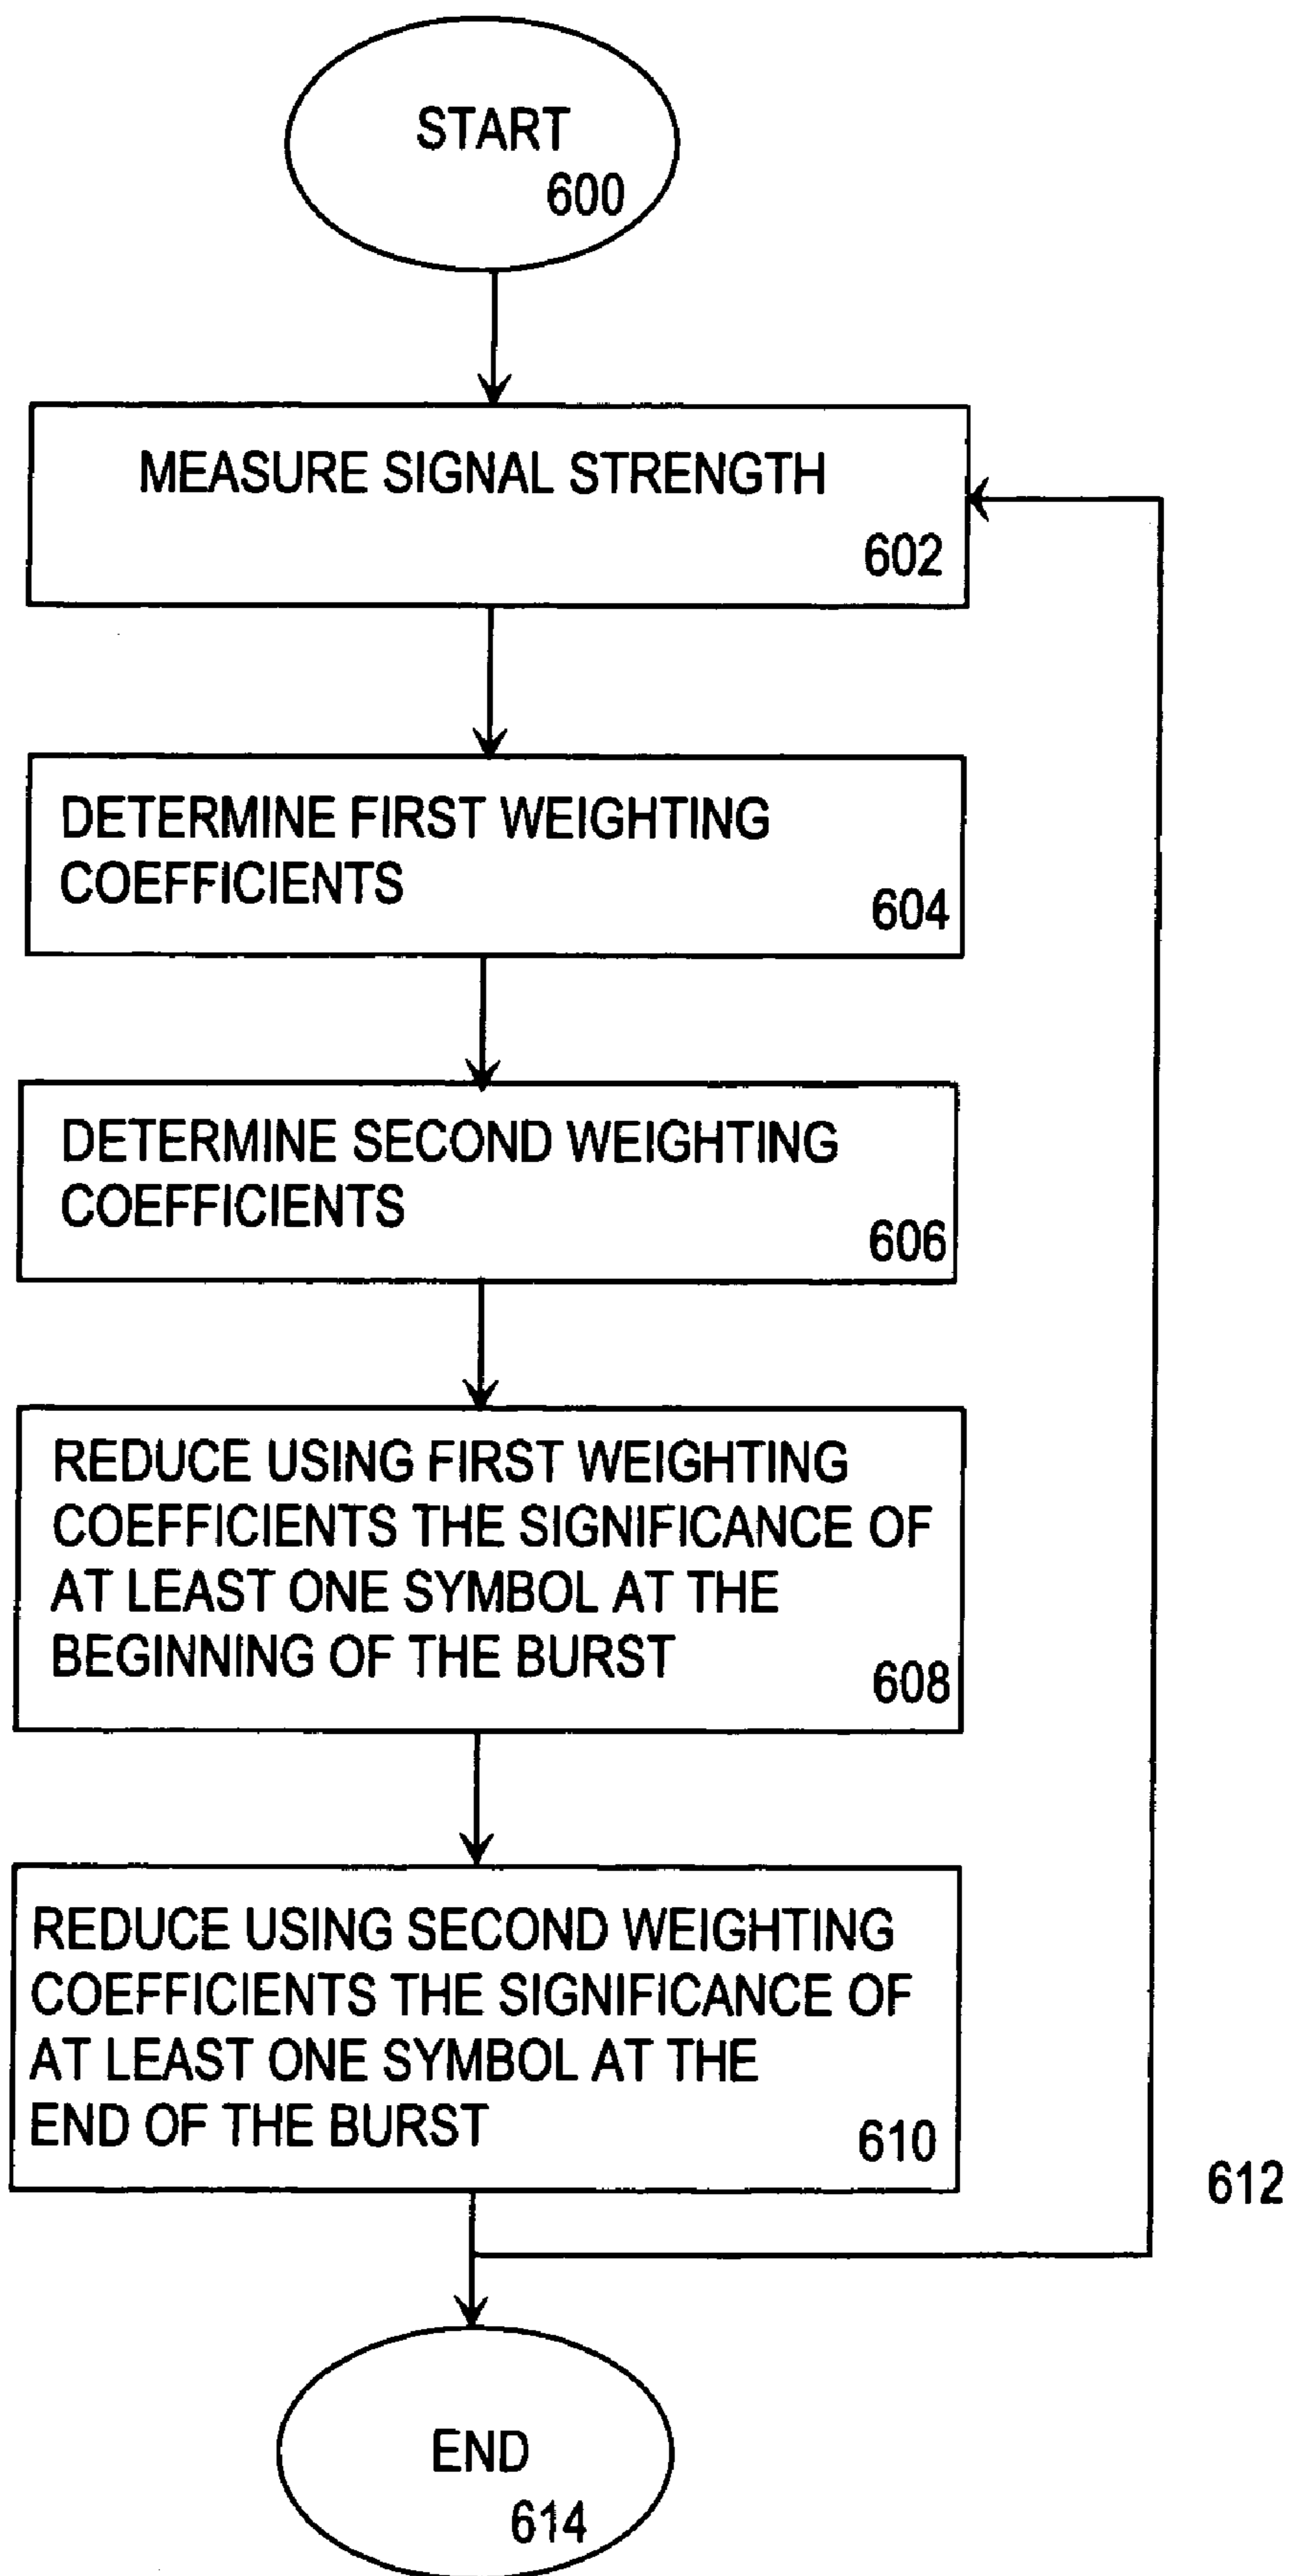 START
600
MEASURE SIGNAL STRENGTH
602
DETERMINE FIRST WEIGHTING
COEFFICIENTS
604
DETERMINE SECOND WEIGHTING
COEFFICIENTS
606
REDUCE USING FIRST WEIGHTING
COEFFICIENTS THE SIGNIFICANCE OF
AT LEAST ONE SYMBOL AT THE
BEGINNING OF THE BURST
608
REDUCE USING SECOND WEIGHTING
COEFFICIENTS THE SIGNIFICANCE OF
AT LEAST ONE SYMBOL AT THE
END OF THE BURST
610
612
END
614